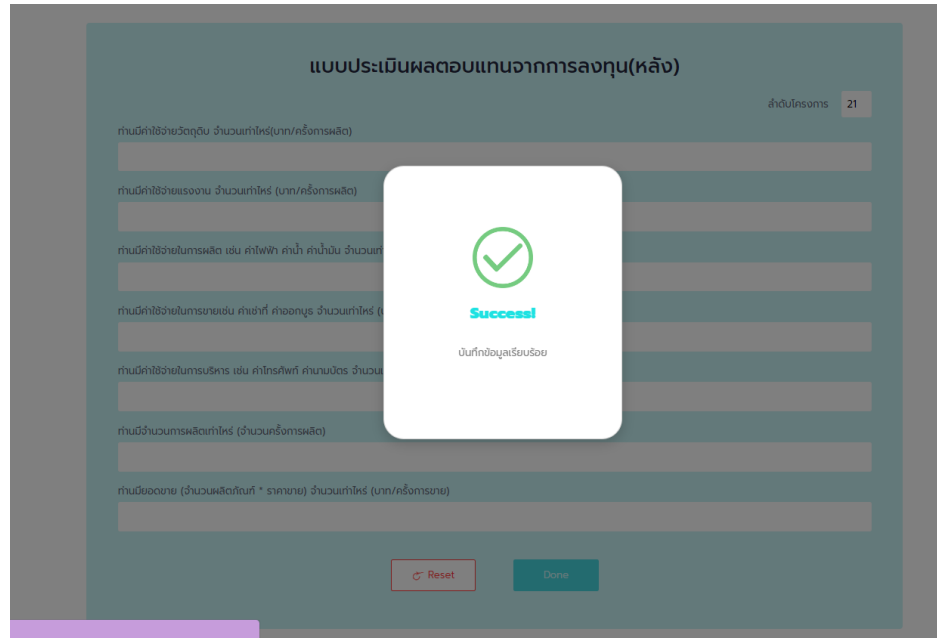 แบบประเมินผลตอบแทนจากการลงทุน(หลัง)
ลำดับโครงการ 21
ท่านมีค่าใช้จ่ายวัตถุดิบ จำนวนเท่าไหร่(บาท/ครั้งการผลิต)
ท่านมีค่าใช้จ่ายแรงงาน จำนวนเท่าไหร่ (บาท/ครั้งการผลิต)
ท่านมีค่าใช้จ่ายในการผลิต เช่น ค่าไฟฟ้า ค่าน้ำ ค่าน้ำมัน
ท่านมีค่าใช้จ่ายในการขายเช่น ค่าเช่าที่ ค่าออกบูธ จำนวนเท่าไหร่
Success!
บันทึกข้อมูลเรียบร้อย
ท่านมีค่าใช้จ่ายในการบริหาร เช่น ค่าโทรศัพท์ ค่านามบัตร
ท่านมีจำนวนการผลิตเท่าไหร่ (จำนวนครั้งการผลิต)
ท่านมียอดขาย (จำนวนผลิตภัณฑ์ * ราคาขาย) จำนวนเท่าไหร่ (บาท/ครั้งการขาย)
Reset Done